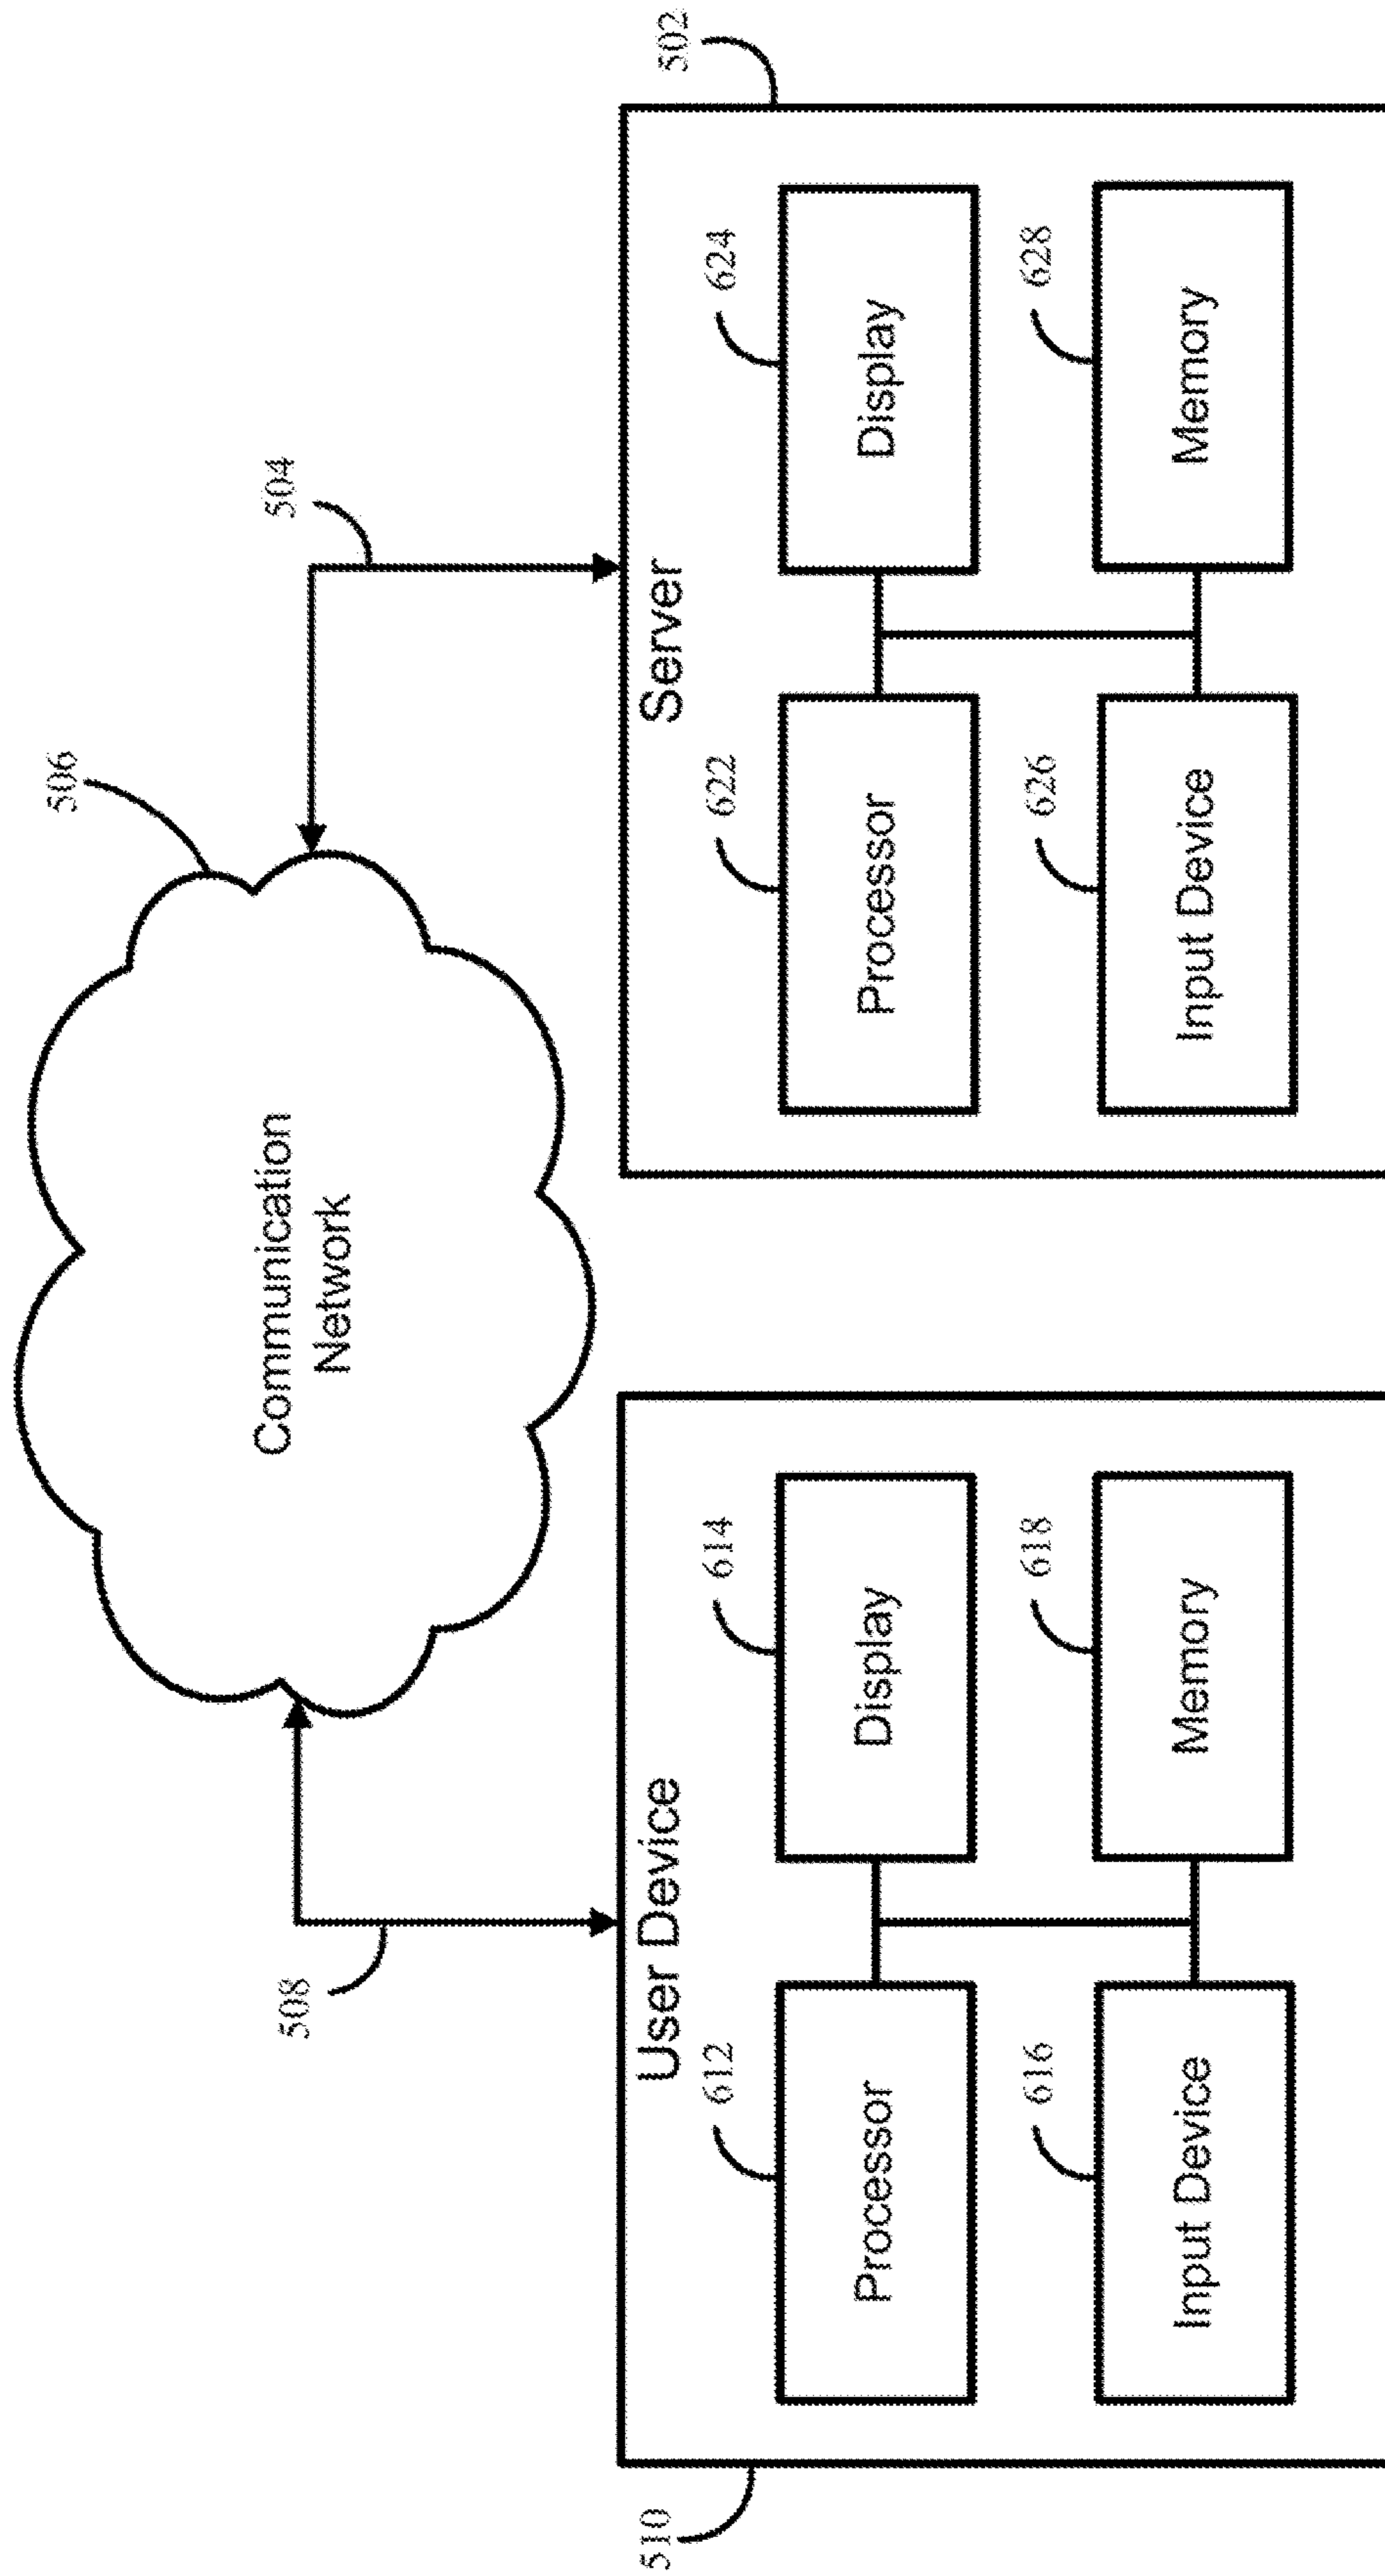 506
Communication
Network
504
508
510
User Device
612
Processor
614
Display
616
Input Device
618
Memory
502
Server
622
Processor
624
Display
626
Input Device
628
Memory